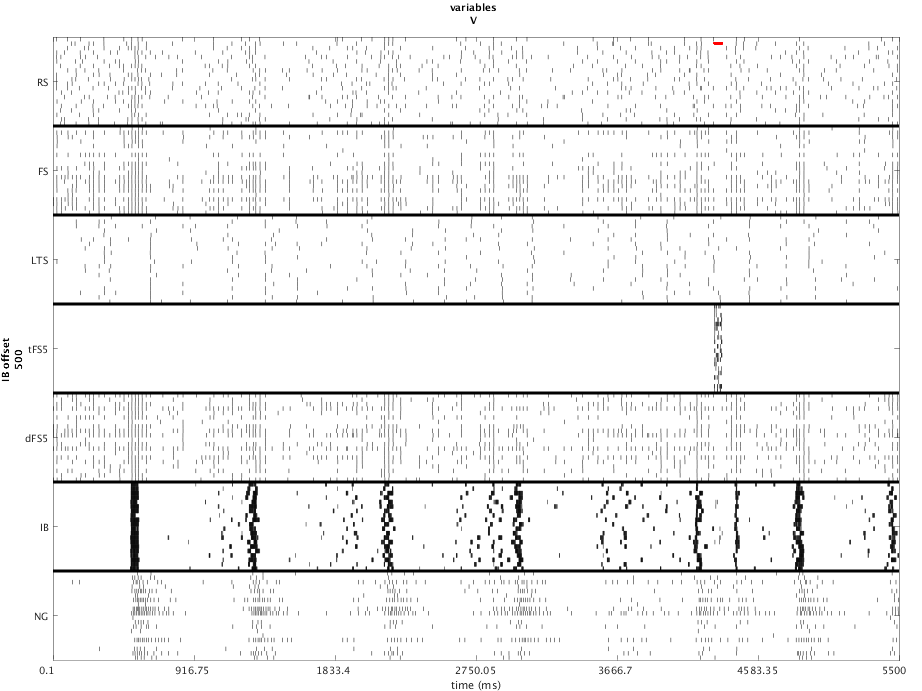 variables
V
RS
FS
LTS
tFS5
IB offset
500
dFS5
IB
NG
0.1 916.75 1833.4 2750.05 3666.7 4583.35 5500
time (ms)